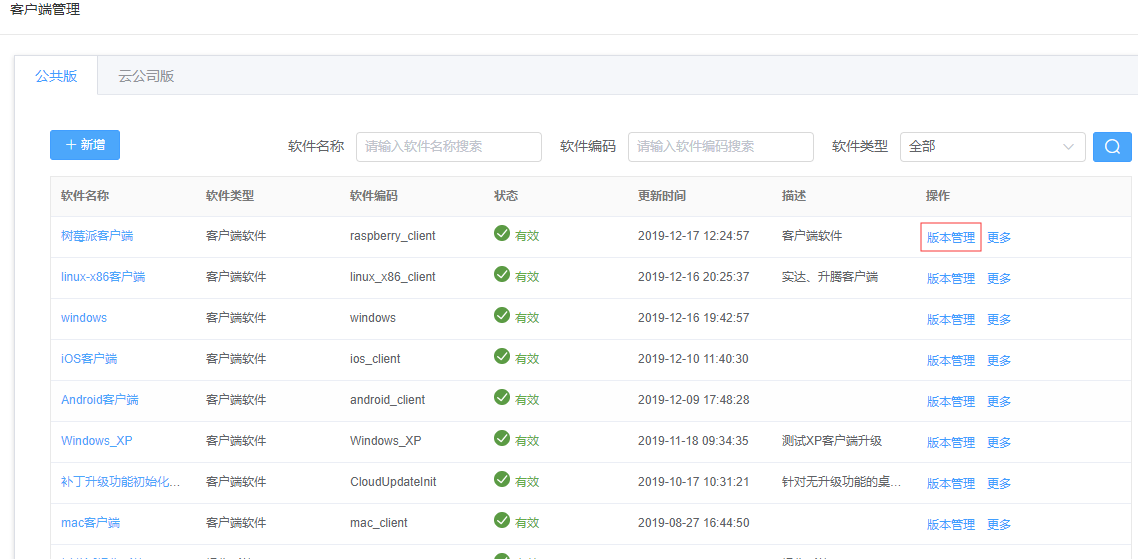 客户端管理
公共版 云公司版
＋ 新增 软件名称 请输入软件名称搜索 软件编码 请输入软件编码搜索 软件类型 全部
软件名称 软件类型 软件编码 状态 更新时间 描述 操作
树莓派客户端 客户端软件 raspberry_client 有效 2019-12-17 12:24:57 客户端软件 版本管理 更多
linux-x86客户端 客户端软件 linux_x86_client 有效 2019-12-16 20:25:37 实达、升腾客户端 版本管理 更多
windows 客户端软件 windows 有效 2019-12-16 19:42:57 版本管理 更多
iOS客户端 客户端软件 ios_client 有效 2019-12-10 11:40:30 版本管理 更多
Android客户端 客户端软件 android_client 有效 2019-12-09 17:48:28 版本管理 更多
Windows_XP 客户端软件 Windows_XP 有效 2019-11-18 09:34:35 测试XP客户端升级 版本管理 更多
补丁升级功能初始化... 客户端软件 CloudUpdateInit 有效 2019-10-17 10:31:21 针对无升级功能的桌... 版本管理 更多
mac客户端 客户端软件 mac_client 有效 2019-08-27 16:44:50 版本管理 更多